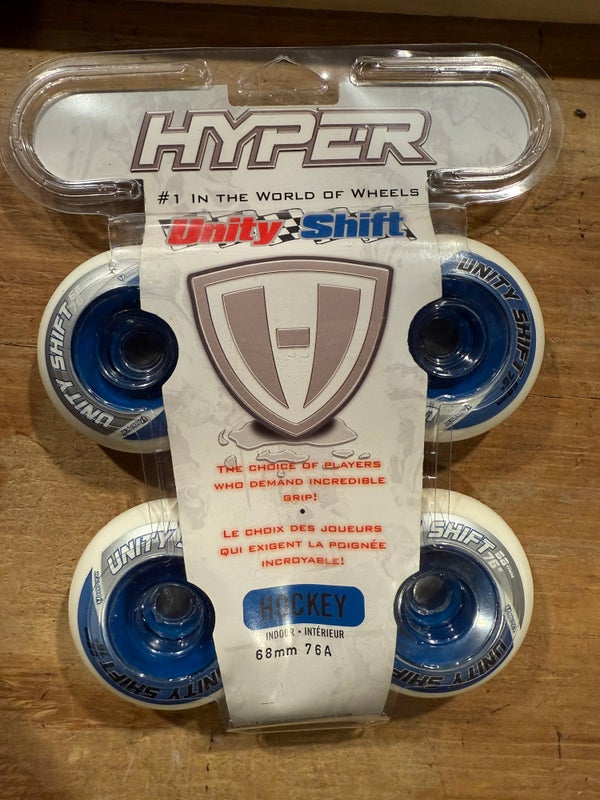 HYPER
#1 IN THE WORLD OF WHEELS
Unity Shift
UNITY SHIFT
UNITY SHIFT
THE CHOICE OF PLAYERS
WHO DEMAND INCREDIBLE
GRIP!
•
LE CHOIX DES JOUEURS
QUI EXIGENT LA POIGNÉE
INCROYABLE!
UNITY
SHIFT
HOCKEY
INDOOR • INTÉRIEUR
68mm 76A
UNITY SHIFT
UNITY SHIFT